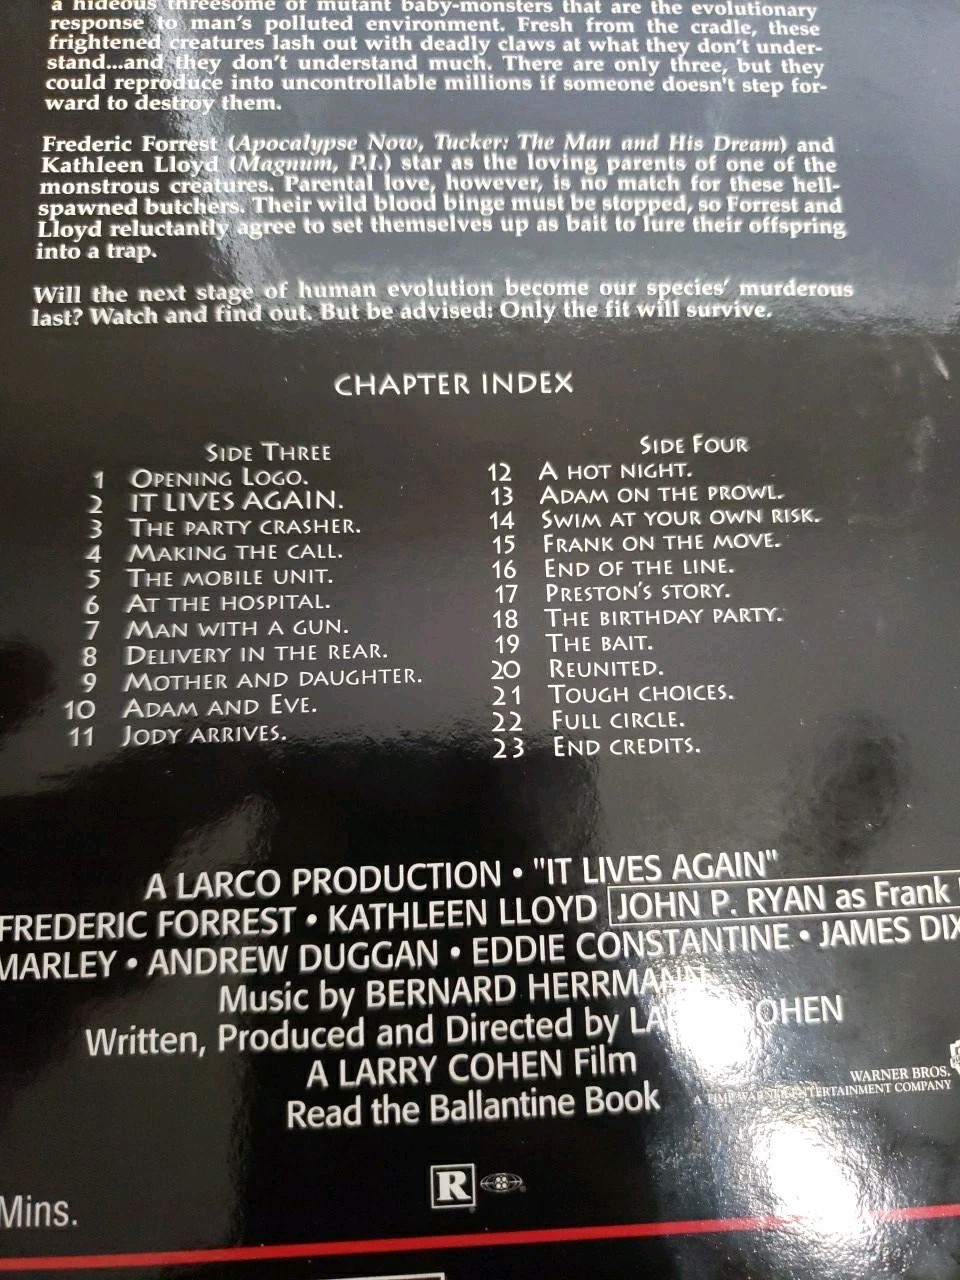 a hideous threesome of mutant baby-monsters that are the evolutionary
response to man's polluted environment. Fresh from the cradle, these
frightened creatures lash out with deadly claws at what they don't under-
stand...and they don't understand much. There are only three, but they
could reproduce into uncontrollable millions if someone doesn't step for-
ward to destroy them.
Frederic Forrest (Apocalypse Now, Tucker: The Man and His Dream) and
Kathleen Lloyd (Magnum, P.I.) star as the loving parents of one of the
monstrous creatures. Parental love, however, is no match for these hell-
spawned butchers. Their wild blood binge must be stopped, so Forrest and
Lloyd reluctantly agree to set themselves up as bait to lure their offspring
into a trap.
Will the next stage of human evolution become our species' murderous
last? Watch and find out. But be advised: Only the fit will survive.
CHAPTER INDEX
SIDE THREE
1 OPENING LOGO.
2 IT LIVES AGAIN.
3 THE PARTY CRASHER.
4 MAKING THE CALL.
5 THE MOBILE UNIT.
6 AT THE HOSPITAL.
7 MAN WITH A GUN.
8 DELIVERY IN THE REAR.
9 MOTHER AND DAUGHTER.
10 ADAM AND EVE.
11 JODY ARRIVES.
SIDE FOUR
12 A HOT NIGHT.
13 ADAM ON THE PROWL.
14 SWIM AT YOUR OWN RISK.
15 FRANK ON THE MOVE.
16 END OF THE LINE.
17 PRESTON'S STORY.
18 THE BIRTHDAY PARTY.
19 THE BAIT.
20 REUNITED.
21 TOUGH CHOICES.
22 FULL CIRCLE.
23 END CREDITS.
A LARCO PRODUCTION • "IT LIVES AGAIN"
FREDERIC FORREST • KATHLEEN LLOYD JOHN P. RYAN as Frank
MARLEY • ANDREW DUGGAN • EDDIE CONSTANTINE • JAMES DIX
Music by BERNARD HERRMANN
Written, Produced and Directed by LARRY COHEN
A LARRY COHEN Film
Read the Ballantine Book
WARNER BROS.
A TIME WARNER ENTERTAINMENT COMPANY
R
Mins.